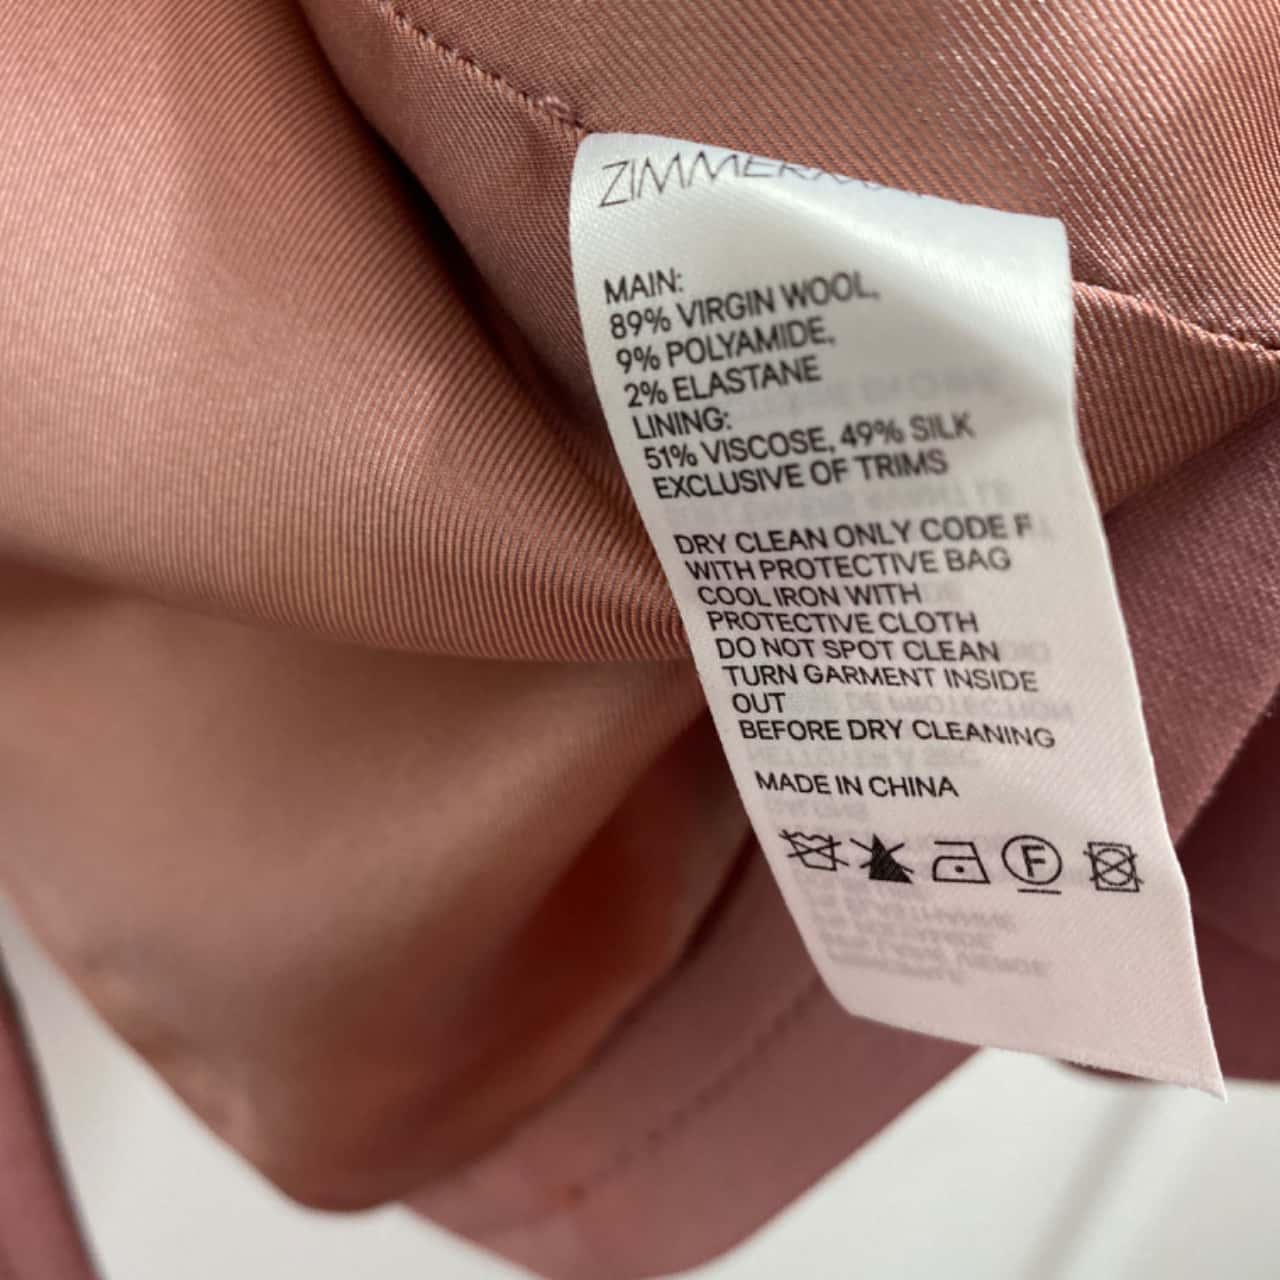 ZIMMERMANN
MAIN:
89% VIRGIN WOOL,
9% POLYAMIDE,
2% ELASTANE
LINING:
51% VISCOSE, 49% SILK
EXCLUSIVE OF TRIMS
DRY CLEAN ONLY CODE F
WITH PROTECTIVE BAG
COOL IRON WITH
PROTECTIVE CLOTH
DO NOT SPOT CLEAN
TURN GARMENT INSIDE
OUT
BEFORE DRY CLEANING
MADE IN CHINA
F